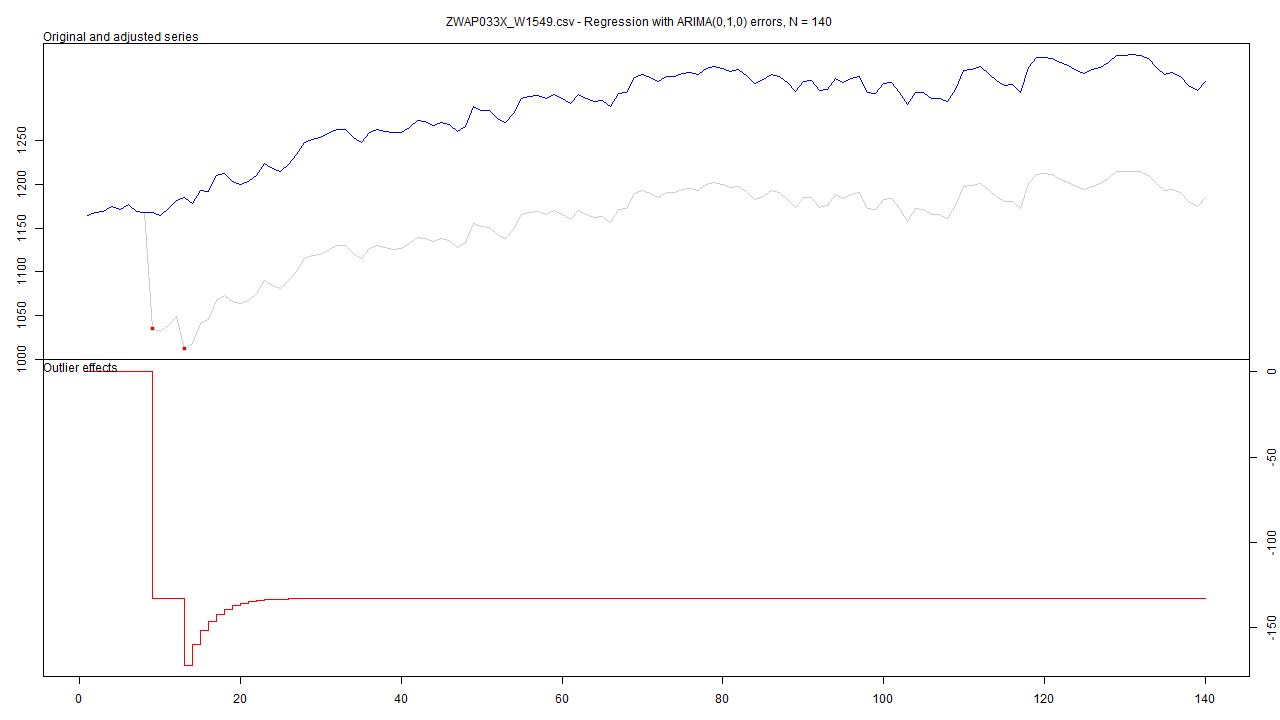 ZWAP033X_W1549.csv - Regression with ARIMA(0,1,0) errors, N = 140
Original and adjusted series
1250
1200
1150
1100
1050
1000
Outlier effects
0
-50
-100
-150
0 20 40 60 80 100 120 140